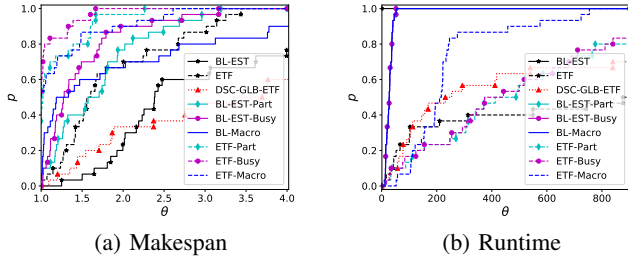 1.0
0.8
0.6
0.4
0.2
0.0
p
1.0 1.5 2.0 2.5 3.0 3.5 4.0
θ
BL-EST
ETF
DSC-GLB-ETF
BL-EST-Part
BL-EST-Busy
BL-Macro
ETF-Part
ETF-Busy
ETF-Macro
(a) Makespan
1.0
0.8
0.6
0.4
0.2
0.0
p
0 200 400 600 800
θ
BL-EST
ETF
DSC-GLB-ETF
BL-EST-Part
BL-EST-Busy
BL-Macro
ETF-Part
ETF-Busy
ETF-Macro
(b) Runtime